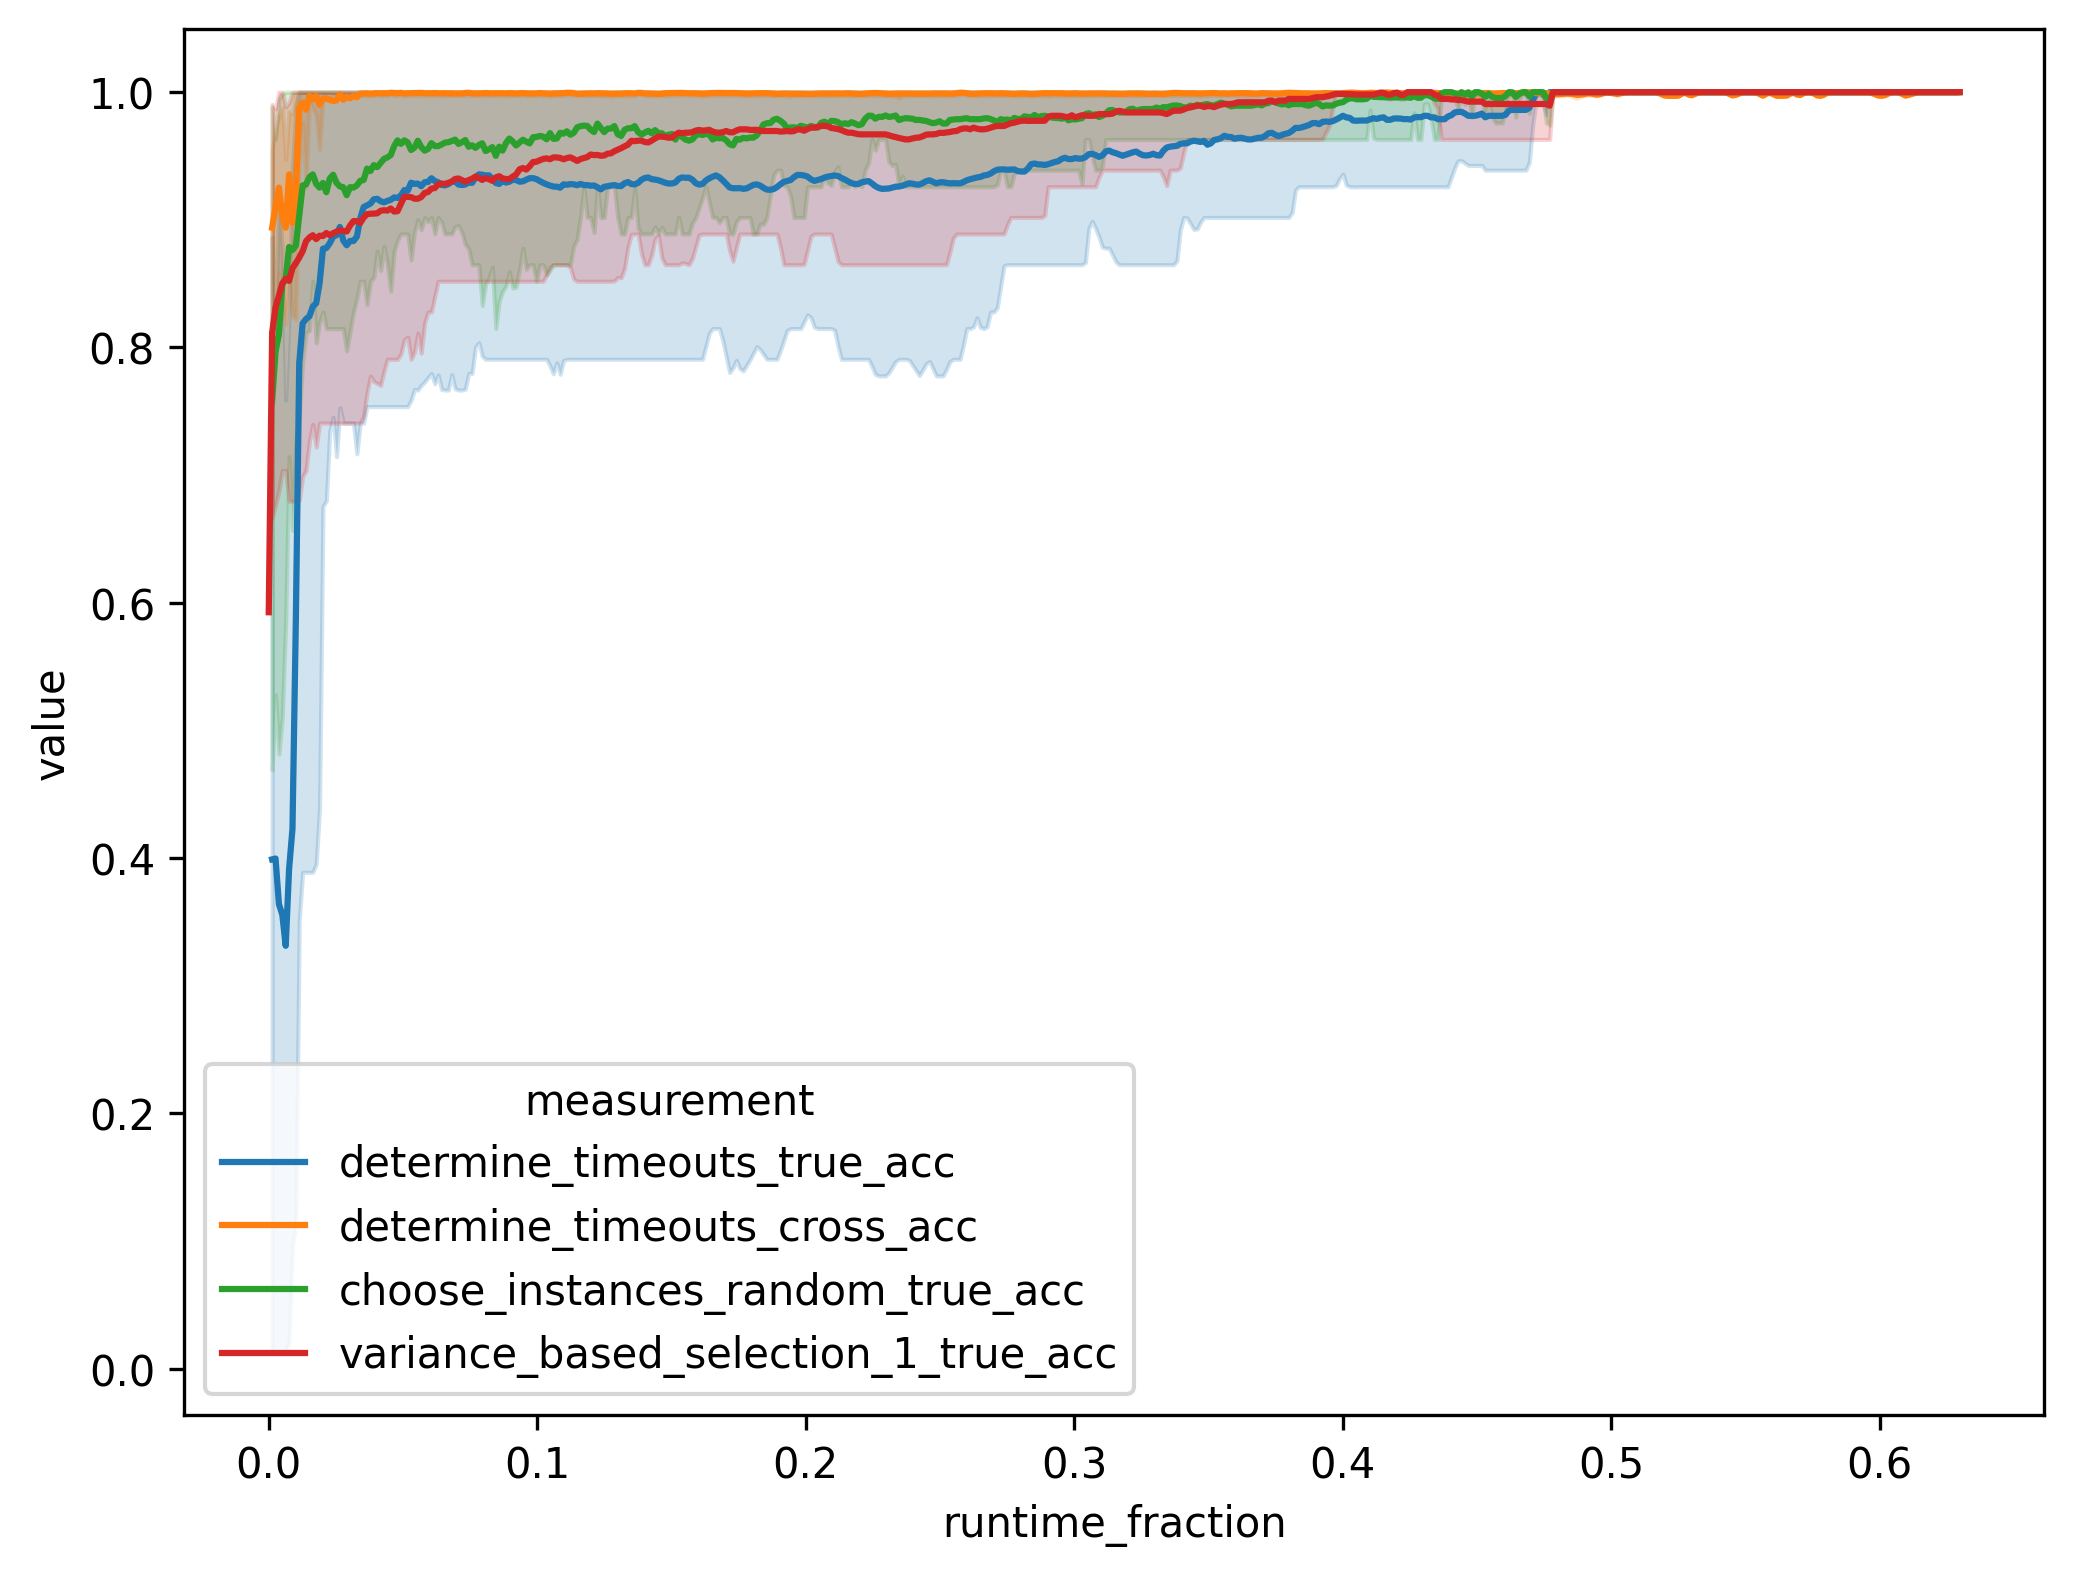 1.0
0.8
0.6
0.4
0.2
0.0
value
measurement
determine_timeouts_true_acc
determine_timeouts_cross_acc
choose_instances_random_true_acc
variance_based_selection_1_true_acc
0.0 0.1 0.2 0.3 0.4 0.5 0.6
runtime_fraction